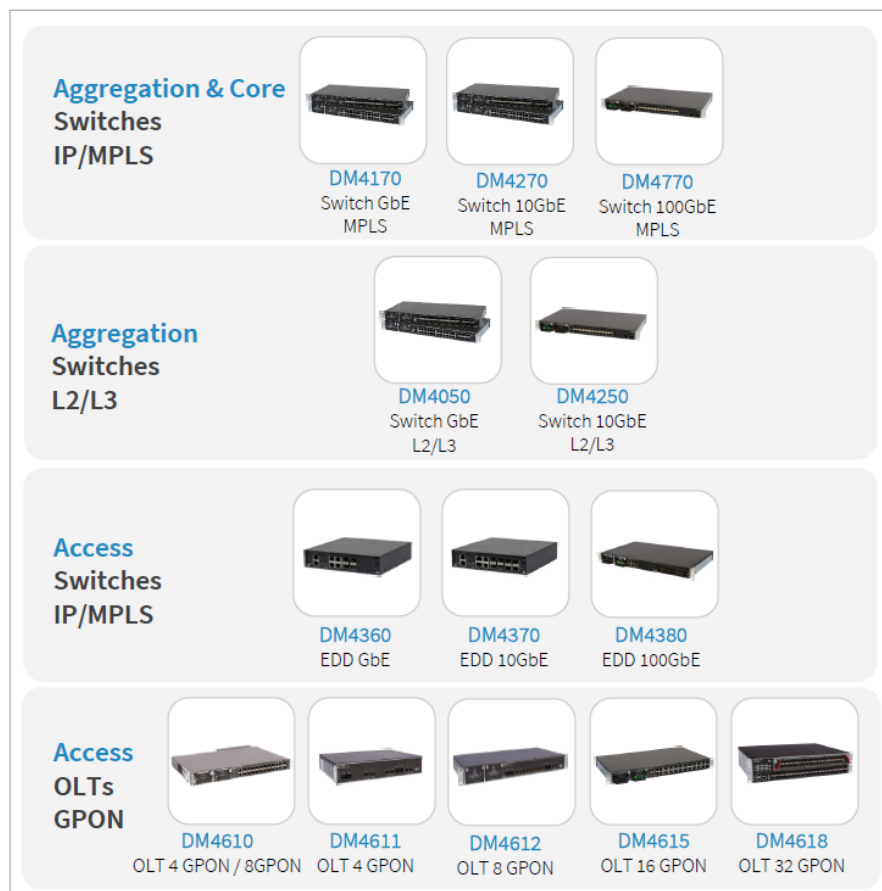 Aggregation & Core
Switches
IP/MPLS
DM4170
Switch GbE
MPLS
DM4270
Switch 10GbE
MPLS
DM4770
Switch 100GbE
MPLS
Aggregation
Switches
L2/L3
DM4050
Switch GbE
L2/L3
DM4250
Switch 10GbE
L2/L3
Access
Switches
IP/MPLS
DM4360
EDD GbE
DM4370
EDD 10GbE
DM4380
EDD 100GbE
Access
OLTs
GPON
DM4610
OLT 4 GPON / 8GPON
DM4611
OLT 4 GPON
DM4612
OLT 8 GPON
DM4615
OLT 16 GPON
DM4618
OLT 32 GPON